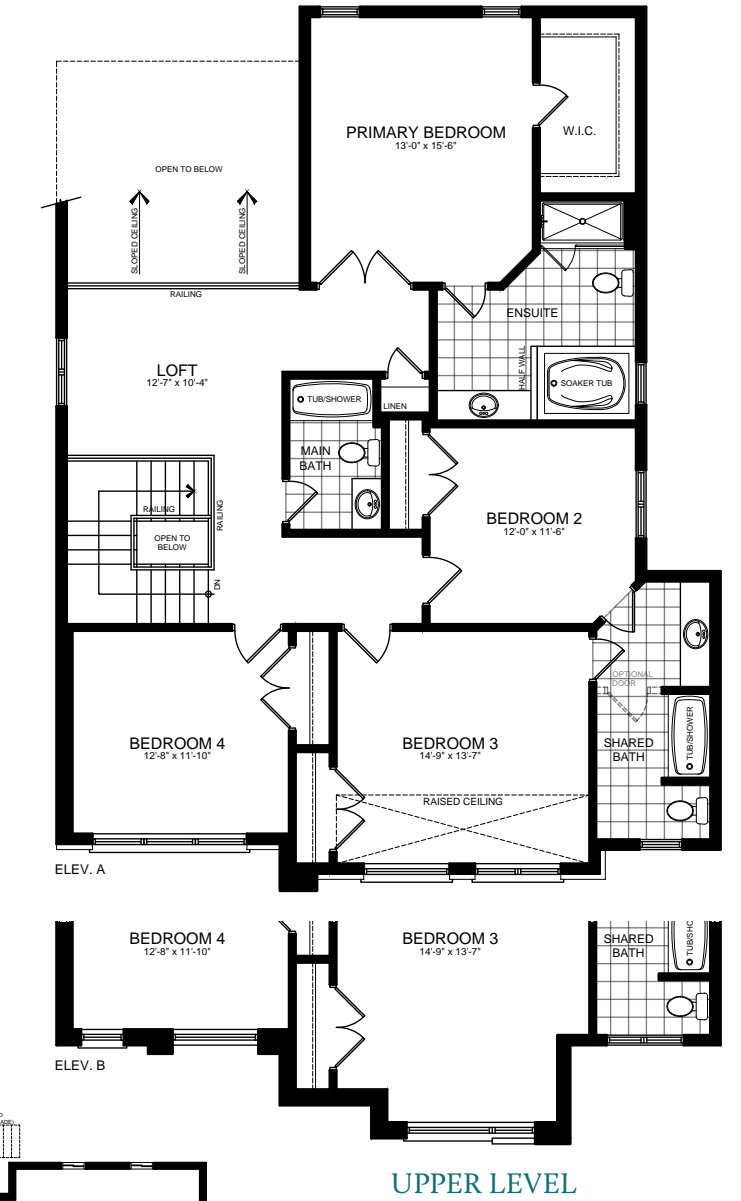 PRIMARY BEDROOM
13'-0" x 15'-6"
W.I.C.
OPEN TO BELOW
SLOPED CEILING
SLOPED CEILING
RAILING
ENSUITE
LOFT
12'-7" x 10'-4"
HALF WALL
SOAKER TUB
TUB/SHOWER
LINEN
MAIN
BATH
RAILING
RAILING
OPEN TO
BELOW
BEDROOM 2
12'-0" x 11'-6"
DN
OPTIONAL
DOOR
BEDROOM 4
12'-8" x 11'-10"
BEDROOM 3
14'-9" x 13'-7"
SHARED
BATH
TUB/SHOWER
RAISED CEILING
ELEV. A
BEDROOM 4
12'-8" x 11'-10"
BEDROOM 3
14'-9" x 13'-7"
SHARED
BATH
TUB/SHO
ELEV. B
UPPER LEVEL